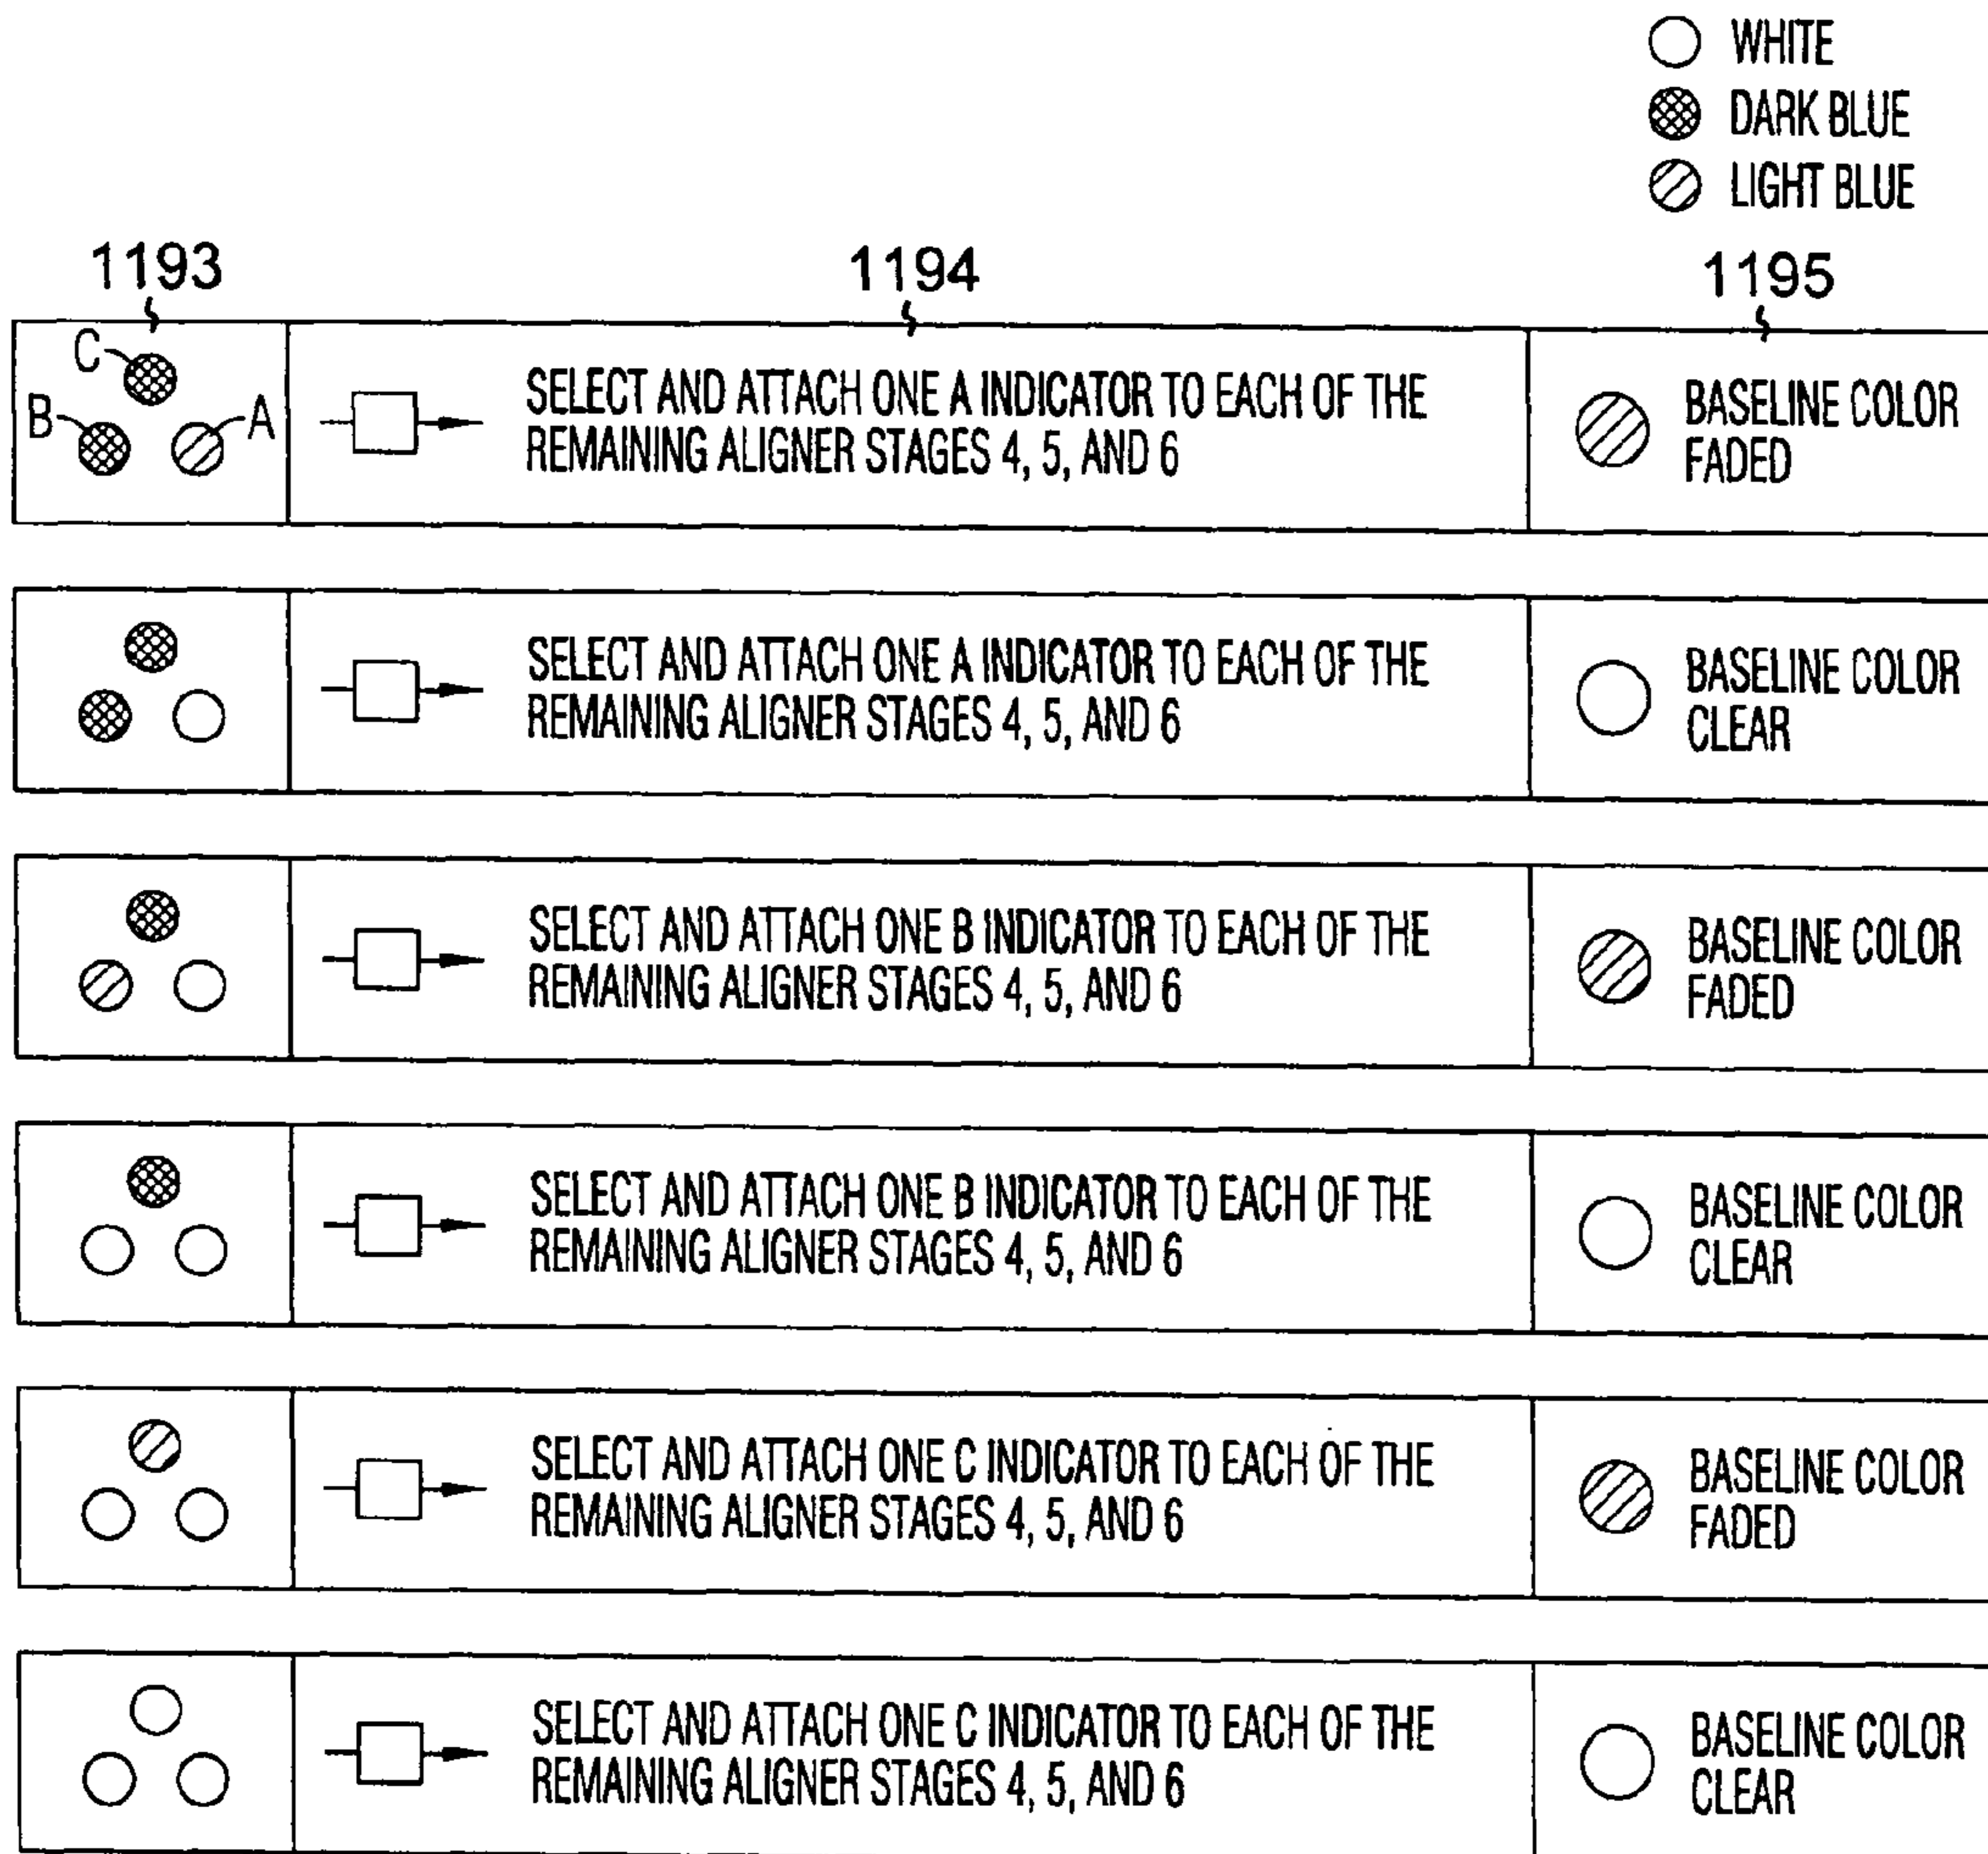 WHITE
DARK BLUE
LIGHT BLUE
1193
1194
1195
C
B
A
SELECT AND ATTACH ONE A INDICATOR TO EACH OF THE
REMAINING ALIGNER STAGES 4, 5, AND 6
BASELINE COLOR
FADED
SELECT AND ATTACH ONE A INDICATOR TO EACH OF THE
REMAINING ALIGNER STAGES 4, 5, AND 6
BASELINE COLOR
CLEAR
SELECT AND ATTACH ONE B INDICATOR TO EACH OF THE
REMAINING ALIGNER STAGES 4, 5, AND 6
BASELINE COLOR
FADED
SELECT AND ATTACH ONE B INDICATOR TO EACH OF THE
REMAINING ALIGNER STAGES 4, 5, AND 6
BASELINE COLOR
CLEAR
SELECT AND ATTACH ONE C INDICATOR TO EACH OF THE
REMAINING ALIGNER STAGES 4, 5, AND 6
BASELINE COLOR
FADED
SELECT AND ATTACH ONE C INDICATOR TO EACH OF THE
REMAINING ALIGNER STAGES 4, 5, AND 6
BASELINE COLOR
CLEAR